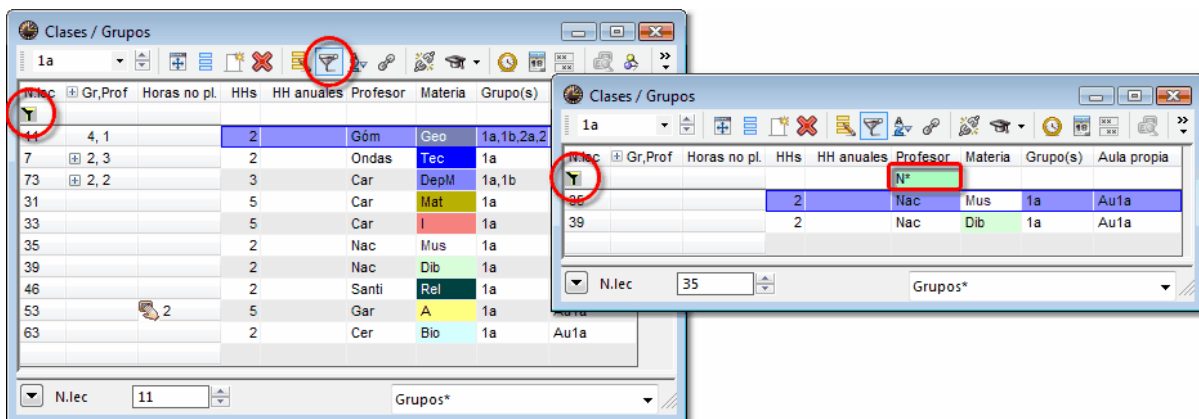 Clases / Grupos
1a
N.lec Gr,Prof Horas no pl. HHs HH anuales Profesor Materia Grupo(s)
11 4, 1 2 Góm Geo 1a,1b,2a,2
7 2, 3 2 Ondas Tec 1a
73 2, 2 3 Car DepM 1a,1b
31 5 Car Mat 1a
33 5 Car I 1a
35 2 Nac Mus 1a
39 2 Nac Dib 1a
46 2 Santi Rel 1a
53 2 5 Gar A 1a Au1a
63 2 Cer Bio 1a Au1a
N.lec 11 Grupos*
Clases / Grupos
1a
N.lec Gr,Prof Horas no pl. HHs HH anuales Profesor Materia Grupo(s) Aula propia
N*
35 2 Nac Mus 1a Au1a
39 2 Nac Dib 1a Au1a
N.lec 35 Grupos*